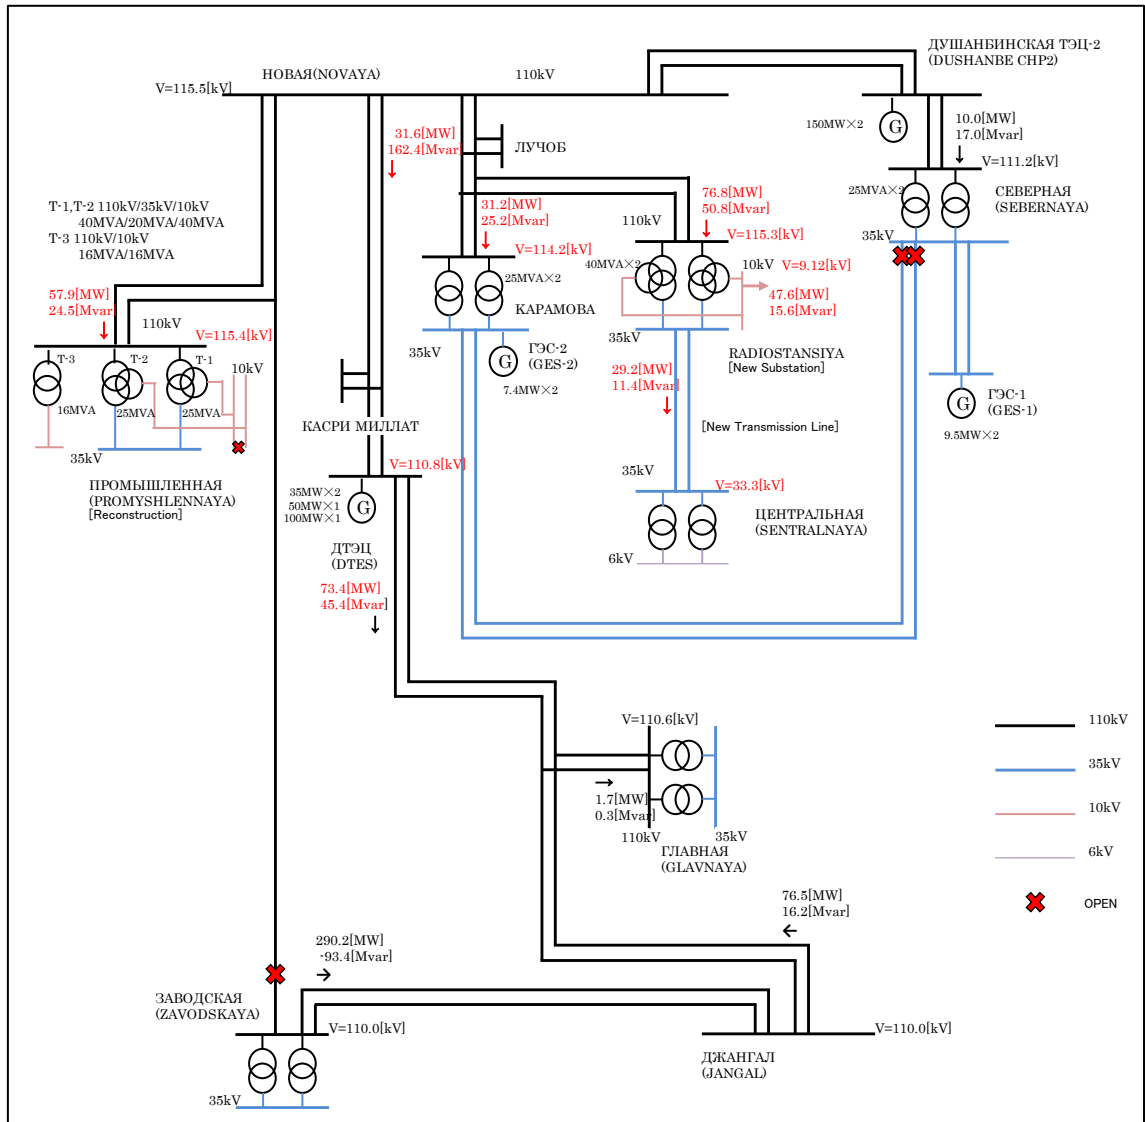 ДУШАНБИНСКАЯ ТЭЦ-2
(DUSHANBE CHP2)
НОВАЯ(NOVAYA)
110kV
V=115.5[kV]
150MW×2
G
10.0[MW]
17.0[Mvar]
V=111.2[kV]
31.6[MW]
162.4[Mvar]
ЛУЧОБ
25MVA×2
СЕВЕРНАЯ
(SEBERNAYA)
35kV
T-1,T-2 110kV/35kV/10kV
40MVA/20MVA/40MVA
T-3 110kV/10kV
16MVA/16MVA
31.2[MW]
25.2[Mvar]
V=114.2[kV]
76.8[MW]
50.8[Mvar]
110kV
V=115.3[kV]
40MVA×2
10kV
V=9.12[kV]
47.6[MW]
15.6[Mvar]
25MVA×2
КАРАМОВА
35kV
ГЭС-2
(GES-2)
G
7.4MW×2
35kV
RADIOSTANSIYA
[New Substation]
29.2[MW]
11.4[Mvar]
[New Transmission Line]
ГЭС-1
(GES-1)
G
9.5MW×2
57.9[MW]
24.5[Mvar]
110kV
V=115.4[kV]
T-3
T-2
T-1
10kV
16MVA
25MVA
25MVA
35kV
ПРОМЫШЛЕННАЯ
(PROMYSHLENNAYA)
[Reconstruction]
КАСРИ МИЛЛАТ
V=110.8[kV]
35MW×2
50MW×1
100MW×1
G
ДТЭЦ
(DTES)
73.4[MW]
45.4[Mvar]
35kV
V=33.3[kV]
ЦЕНТРАЛЬНАЯ
(SENTRALNAYA)
6kV
V=110.6[kV]
1.7[MW]
0.3[Mvar]
110kV
35kV
ГЛАВНАЯ
(GLAVNAYA)
110kV
35kV
10kV
6kV
OPEN
76.5[MW]
16.2[Mvar]
290.2[MW]
-93.4[Mvar]
ЗАВОДСКАЯ
(ZAVODSKAYA)
V=110.0[kV]
35kV
V=110.0[kV]
ДЖАНГАЛ
(JANGAL)